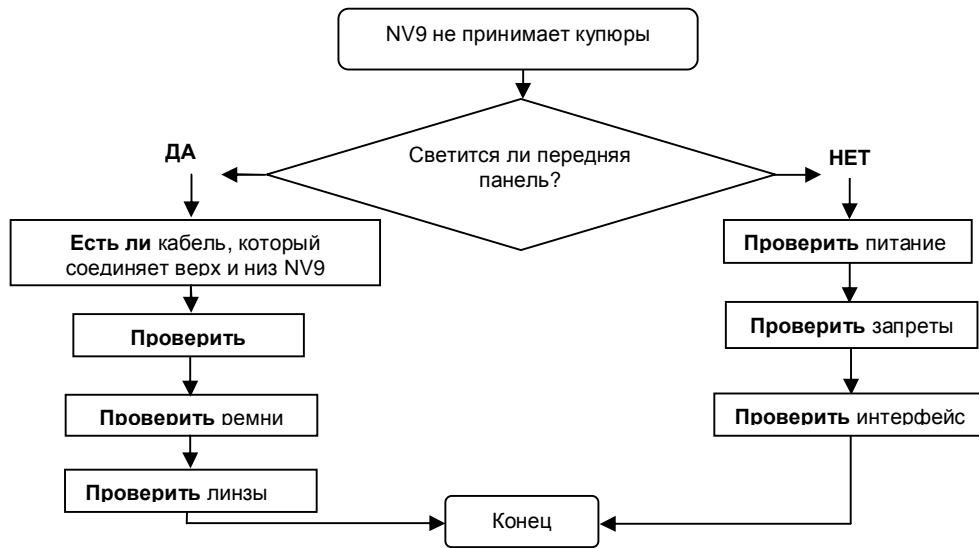 NV9 не принимает купюры
Светится ли передняя
панель?
ДА
НЕТ
Есть ли кабель, который
соединяет верх и низ NV9
Проверить
Проверить ремни
Проверить линзы
Проверить питание
Проверить запреты
Проверить интерфейс
Конец